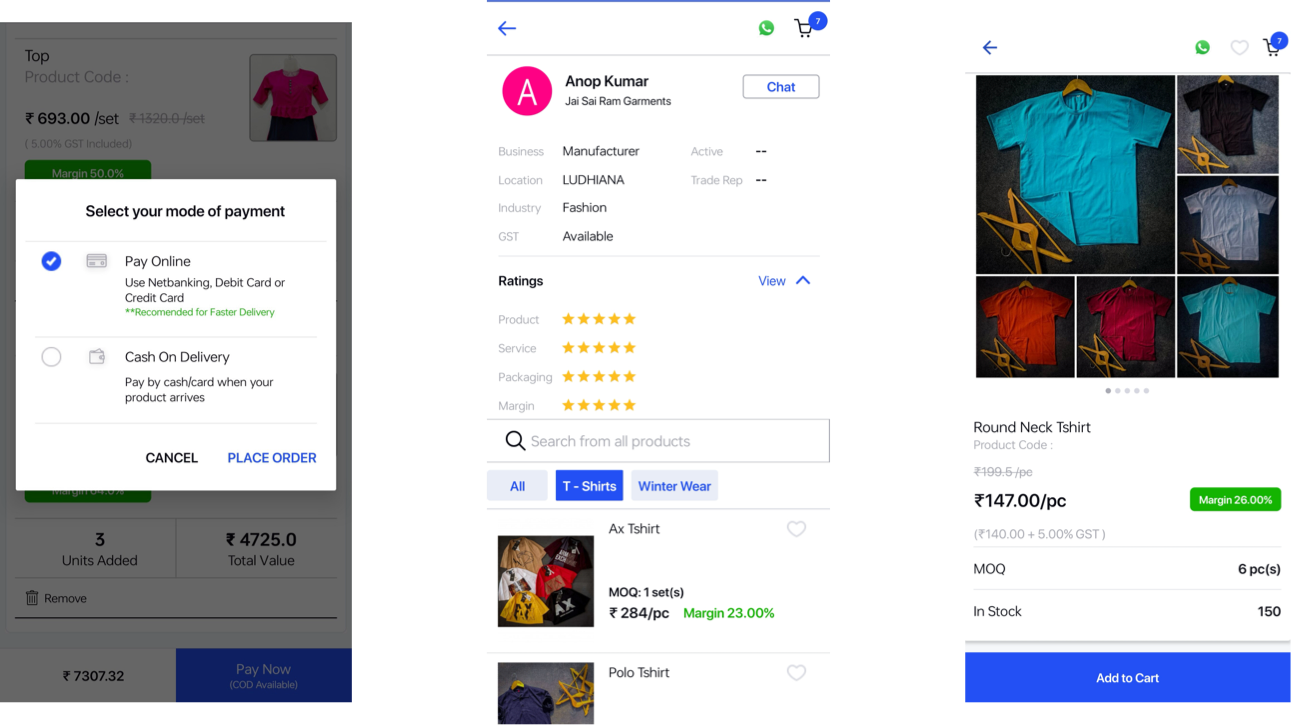 Top
Product Code :
₹ 693.00 /set ₹ 1320.0 /set
( 5.00% GST Included)
Margin 50.0%
Select your mode of payment
Pay Online
Use Netbanking, Debit Card or
Credit Card
**Recomended for Faster Delivery
Cash On Delivery
Pay by cash/card when your
product arrives
CANCEL PLACE ORDER
Margin 64.0%
3 ₹ 4725.0
Units Added Total Value
Remove
₹ 7307.32 Pay Now
(COD Available)
7
A Anop Kumar Chat
Jai Sai Ram Garments
Business Manufacturer Active --
Location LUDHIANA Trade Rep --
Industry Fashion
GST Available
Ratings View
Product
Service
Packaging
Margin
Search from all products
All T - Shirts Winter Wear
Ax Tshirt
MOQ: 1 set(s)
₹ 284/pc Margin 23.00%
Polo Tshirt
7
Round Neck Tshirt
Product Code :
₹199.5 /pc
₹147.00/pc Margin 26.00%
(₹140.00 + 5.00% GST )
MOQ 6 pc(s)
In Stock 150
Add to Cart